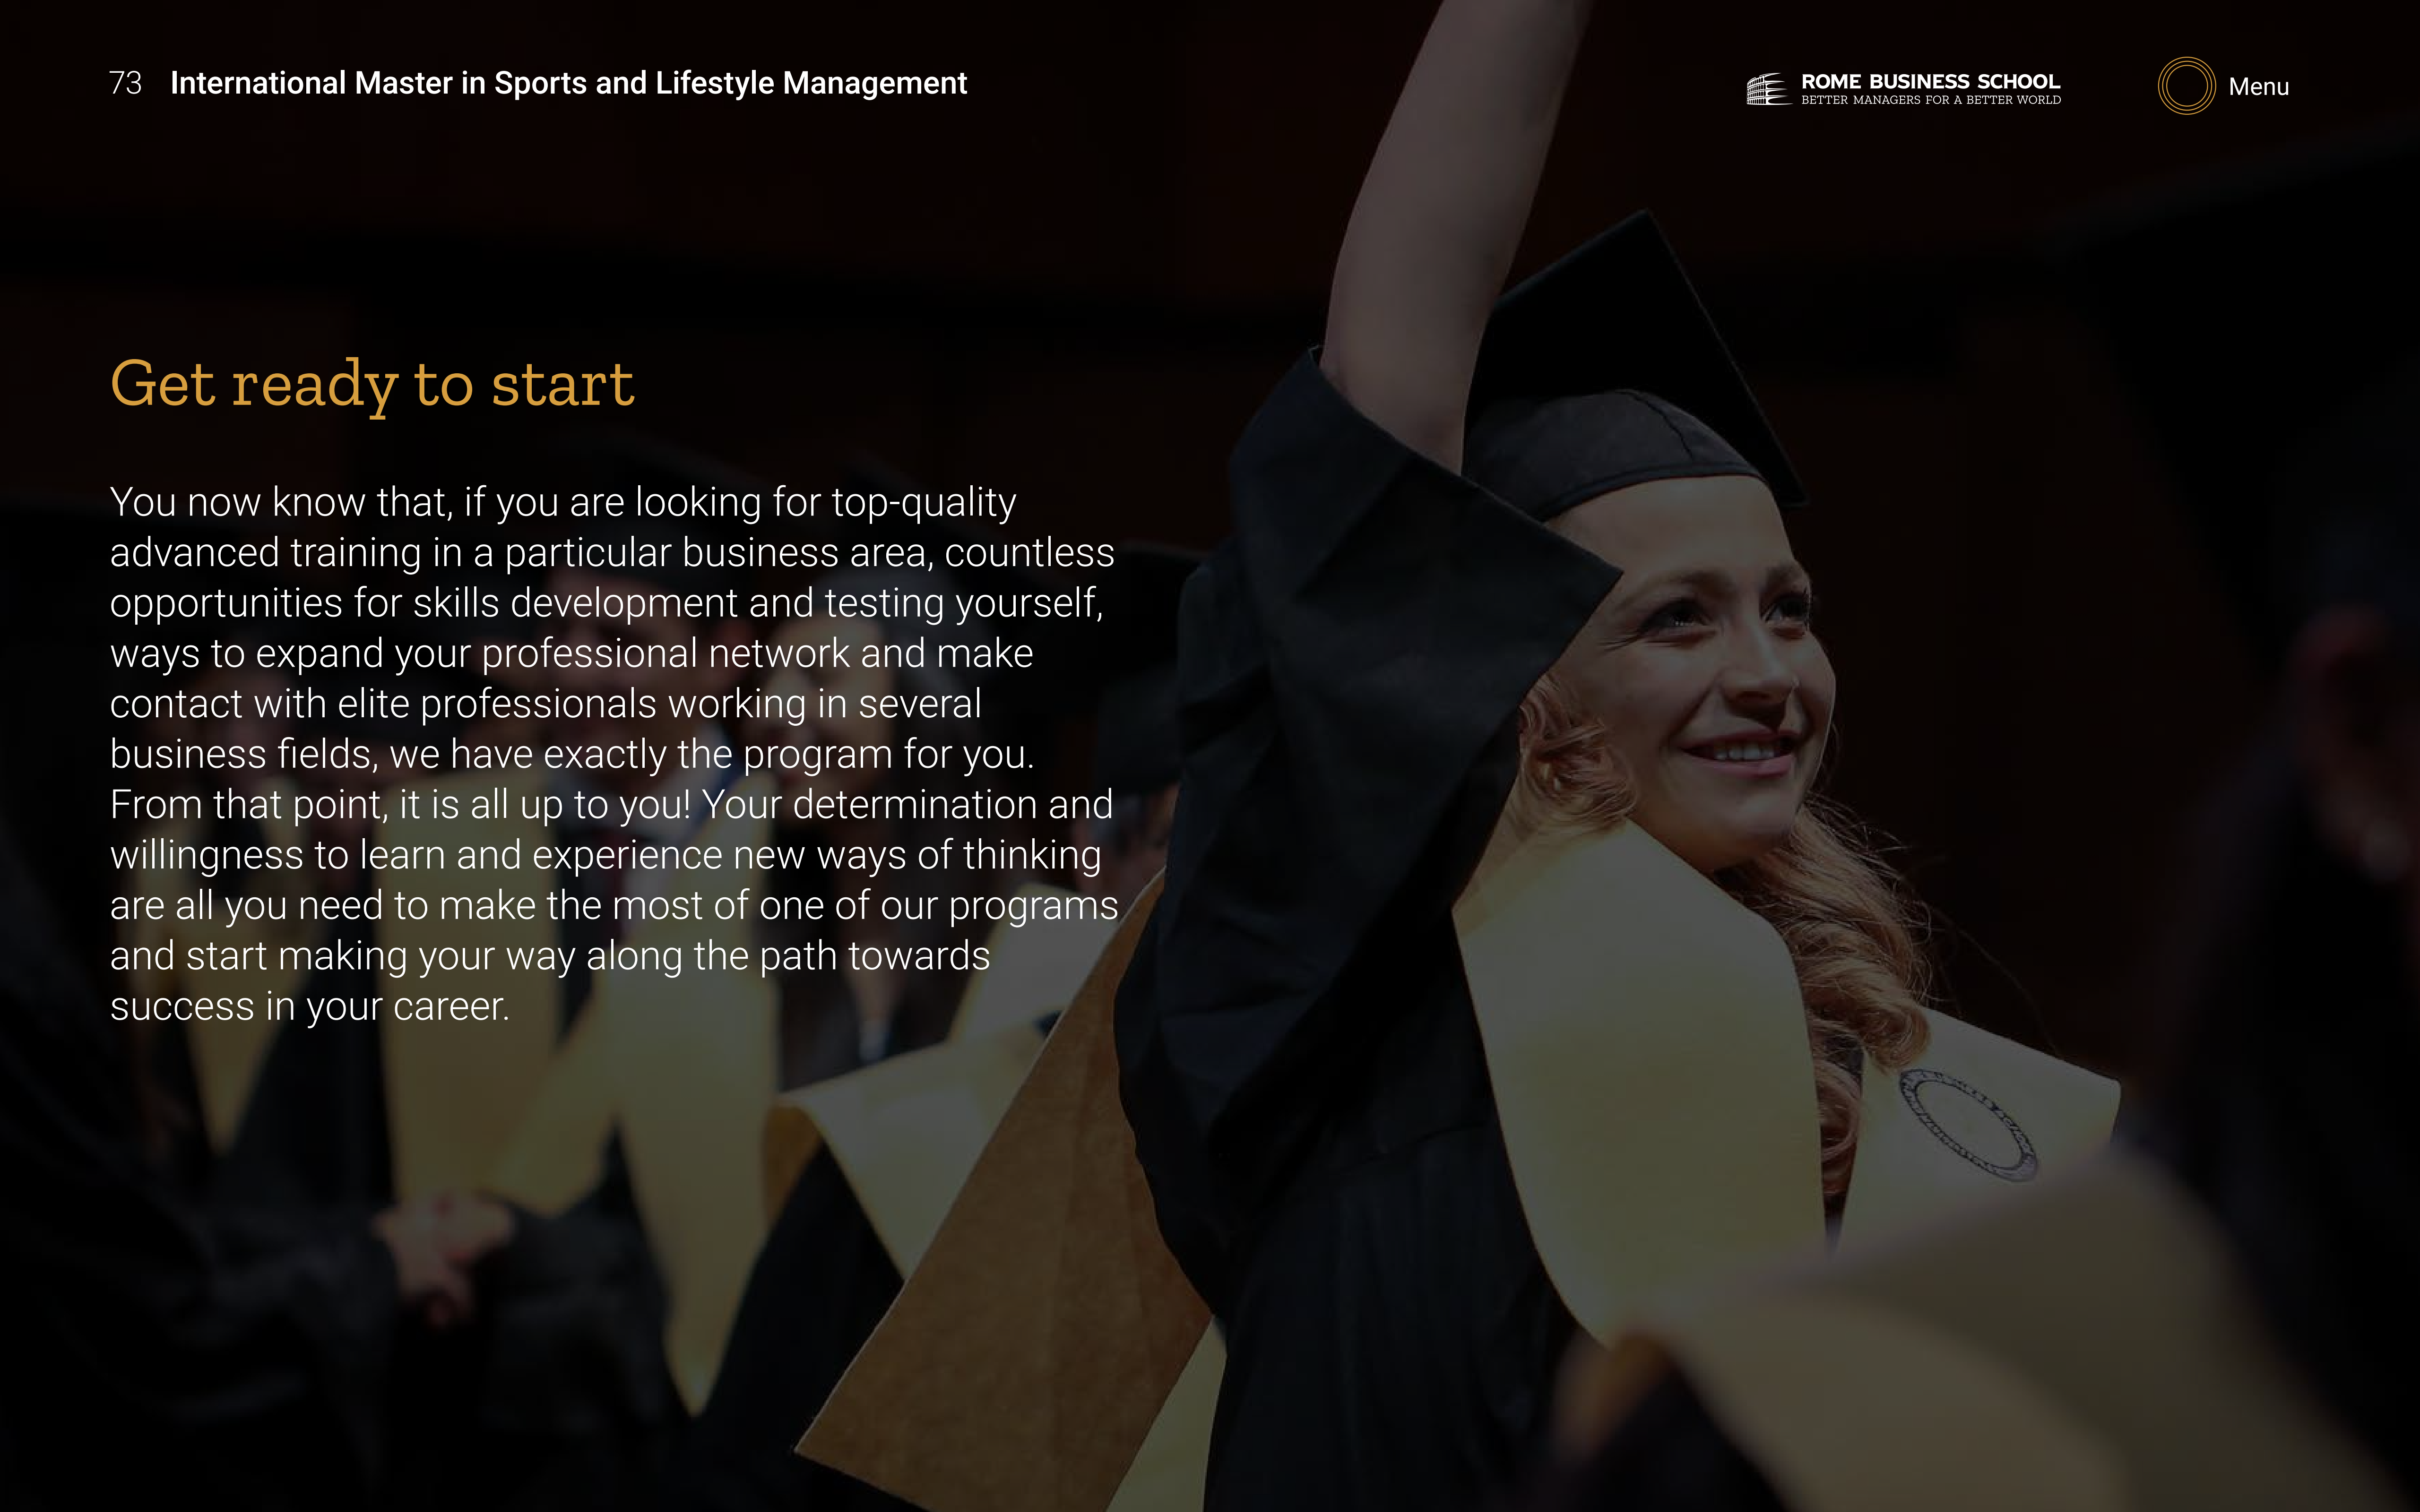 73 International Master in Sports and Lifestyle Management
ROME BUSINESS SCHOOL
BETTER MANAGERS FOR A BETTER WORLD
Menu
Get ready to start
You now know that, if you are looking for top-quality
advanced training in a particular business area, countless
opportunities for skills development and testing yourself,
ways to expand your professional network and make
contact with elite professionals working in several
business fields, we have exactly the program for you.
From that point, it is all up to you! Your determination and
willingness to learn and experience new ways of thinking
are all you need to make the most of one of our programs
and start making your way along the path towards
success in your career.